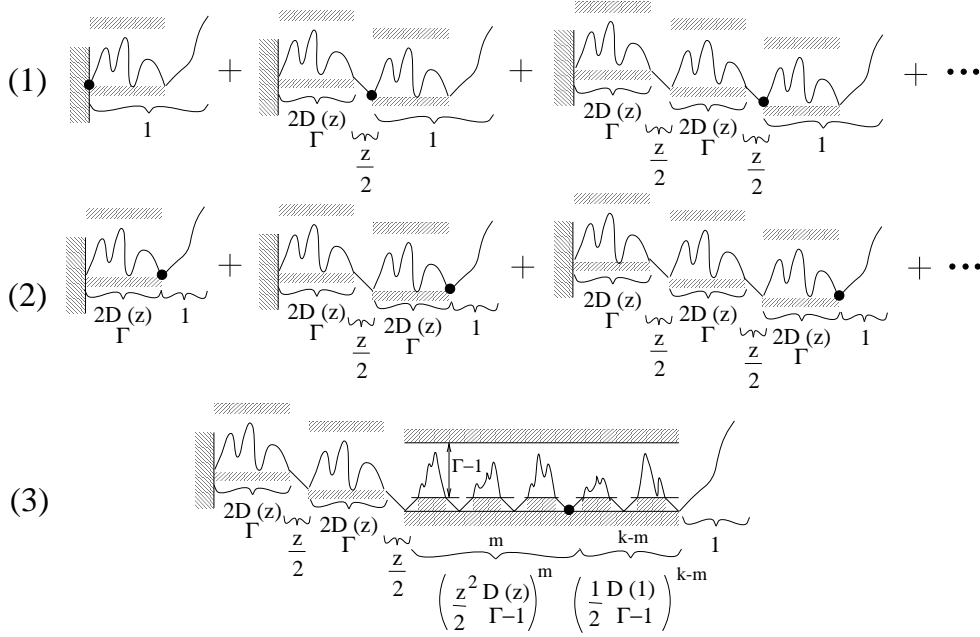 (1) + + + •••
1
2D (z)
Γ
z
2
1
2D (z)
Γ
z
2
2D (z)
Γ
z
2
1
(2) + + + •••
2D (z)
Γ
1
2D (z)
Γ
z
2
2D (z)
Γ
1
2D (z)
Γ
z
2
2D (z)
Γ
z
2
2D (z)
Γ
1
(3)
Γ−1
2D (z)
Γ
z
2
2D (z)
Γ
z
2
m
k-m
1
(z²/2 D (z) Γ−1)^m
(1/2 D (1) Γ−1)^k-m